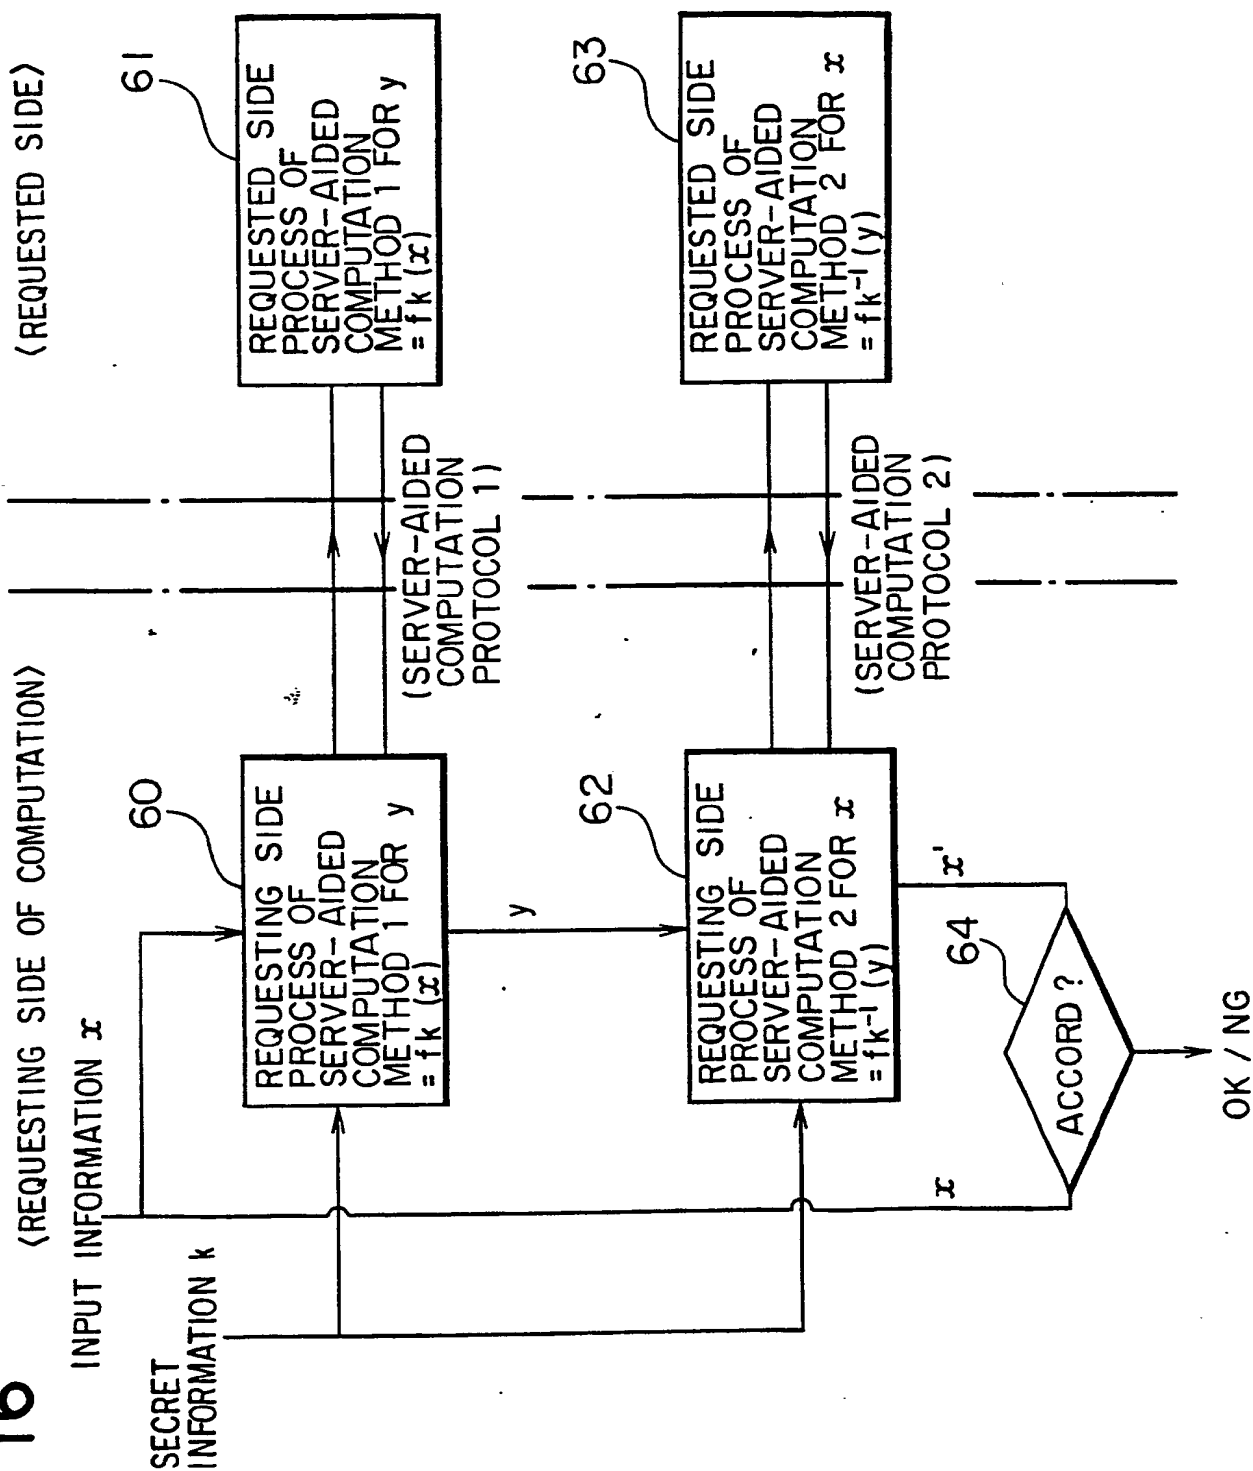 16
<REQUESTING SIDE OF COMPUTATION>
<REQUESTED SIDE>
INPUT INFORMATION x
SECRET
INFORMATION k
60
REQUESTING SIDE
PROCESS OF
SERVER-AIDED
COMPUTATION
METHOD 1 FOR y
=fk (x)
61
REQUESTED SIDE
PROCESS OF
SERVER-AIDED
COMPUTATION
METHOD 1 FOR y
=fk (x)
(SERVER-AIDED
COMPUTATION
PROTOCOL 1)
y
62
REQUESTING SIDE
PROCESS OF
SERVER-AIDED
COMPUTATION
METHOD 2 FOR x
=fk⁻¹ (y)
63
REQUESTED SIDE
PROCESS OF
SERVER-AIDED
COMPUTATION
METHOD 2 FOR x
=fk⁻¹ (y)
(SERVER-AIDED
COMPUTATION
PROTOCOL 2)
x
x'
64
ACCORD ?
OK / NG